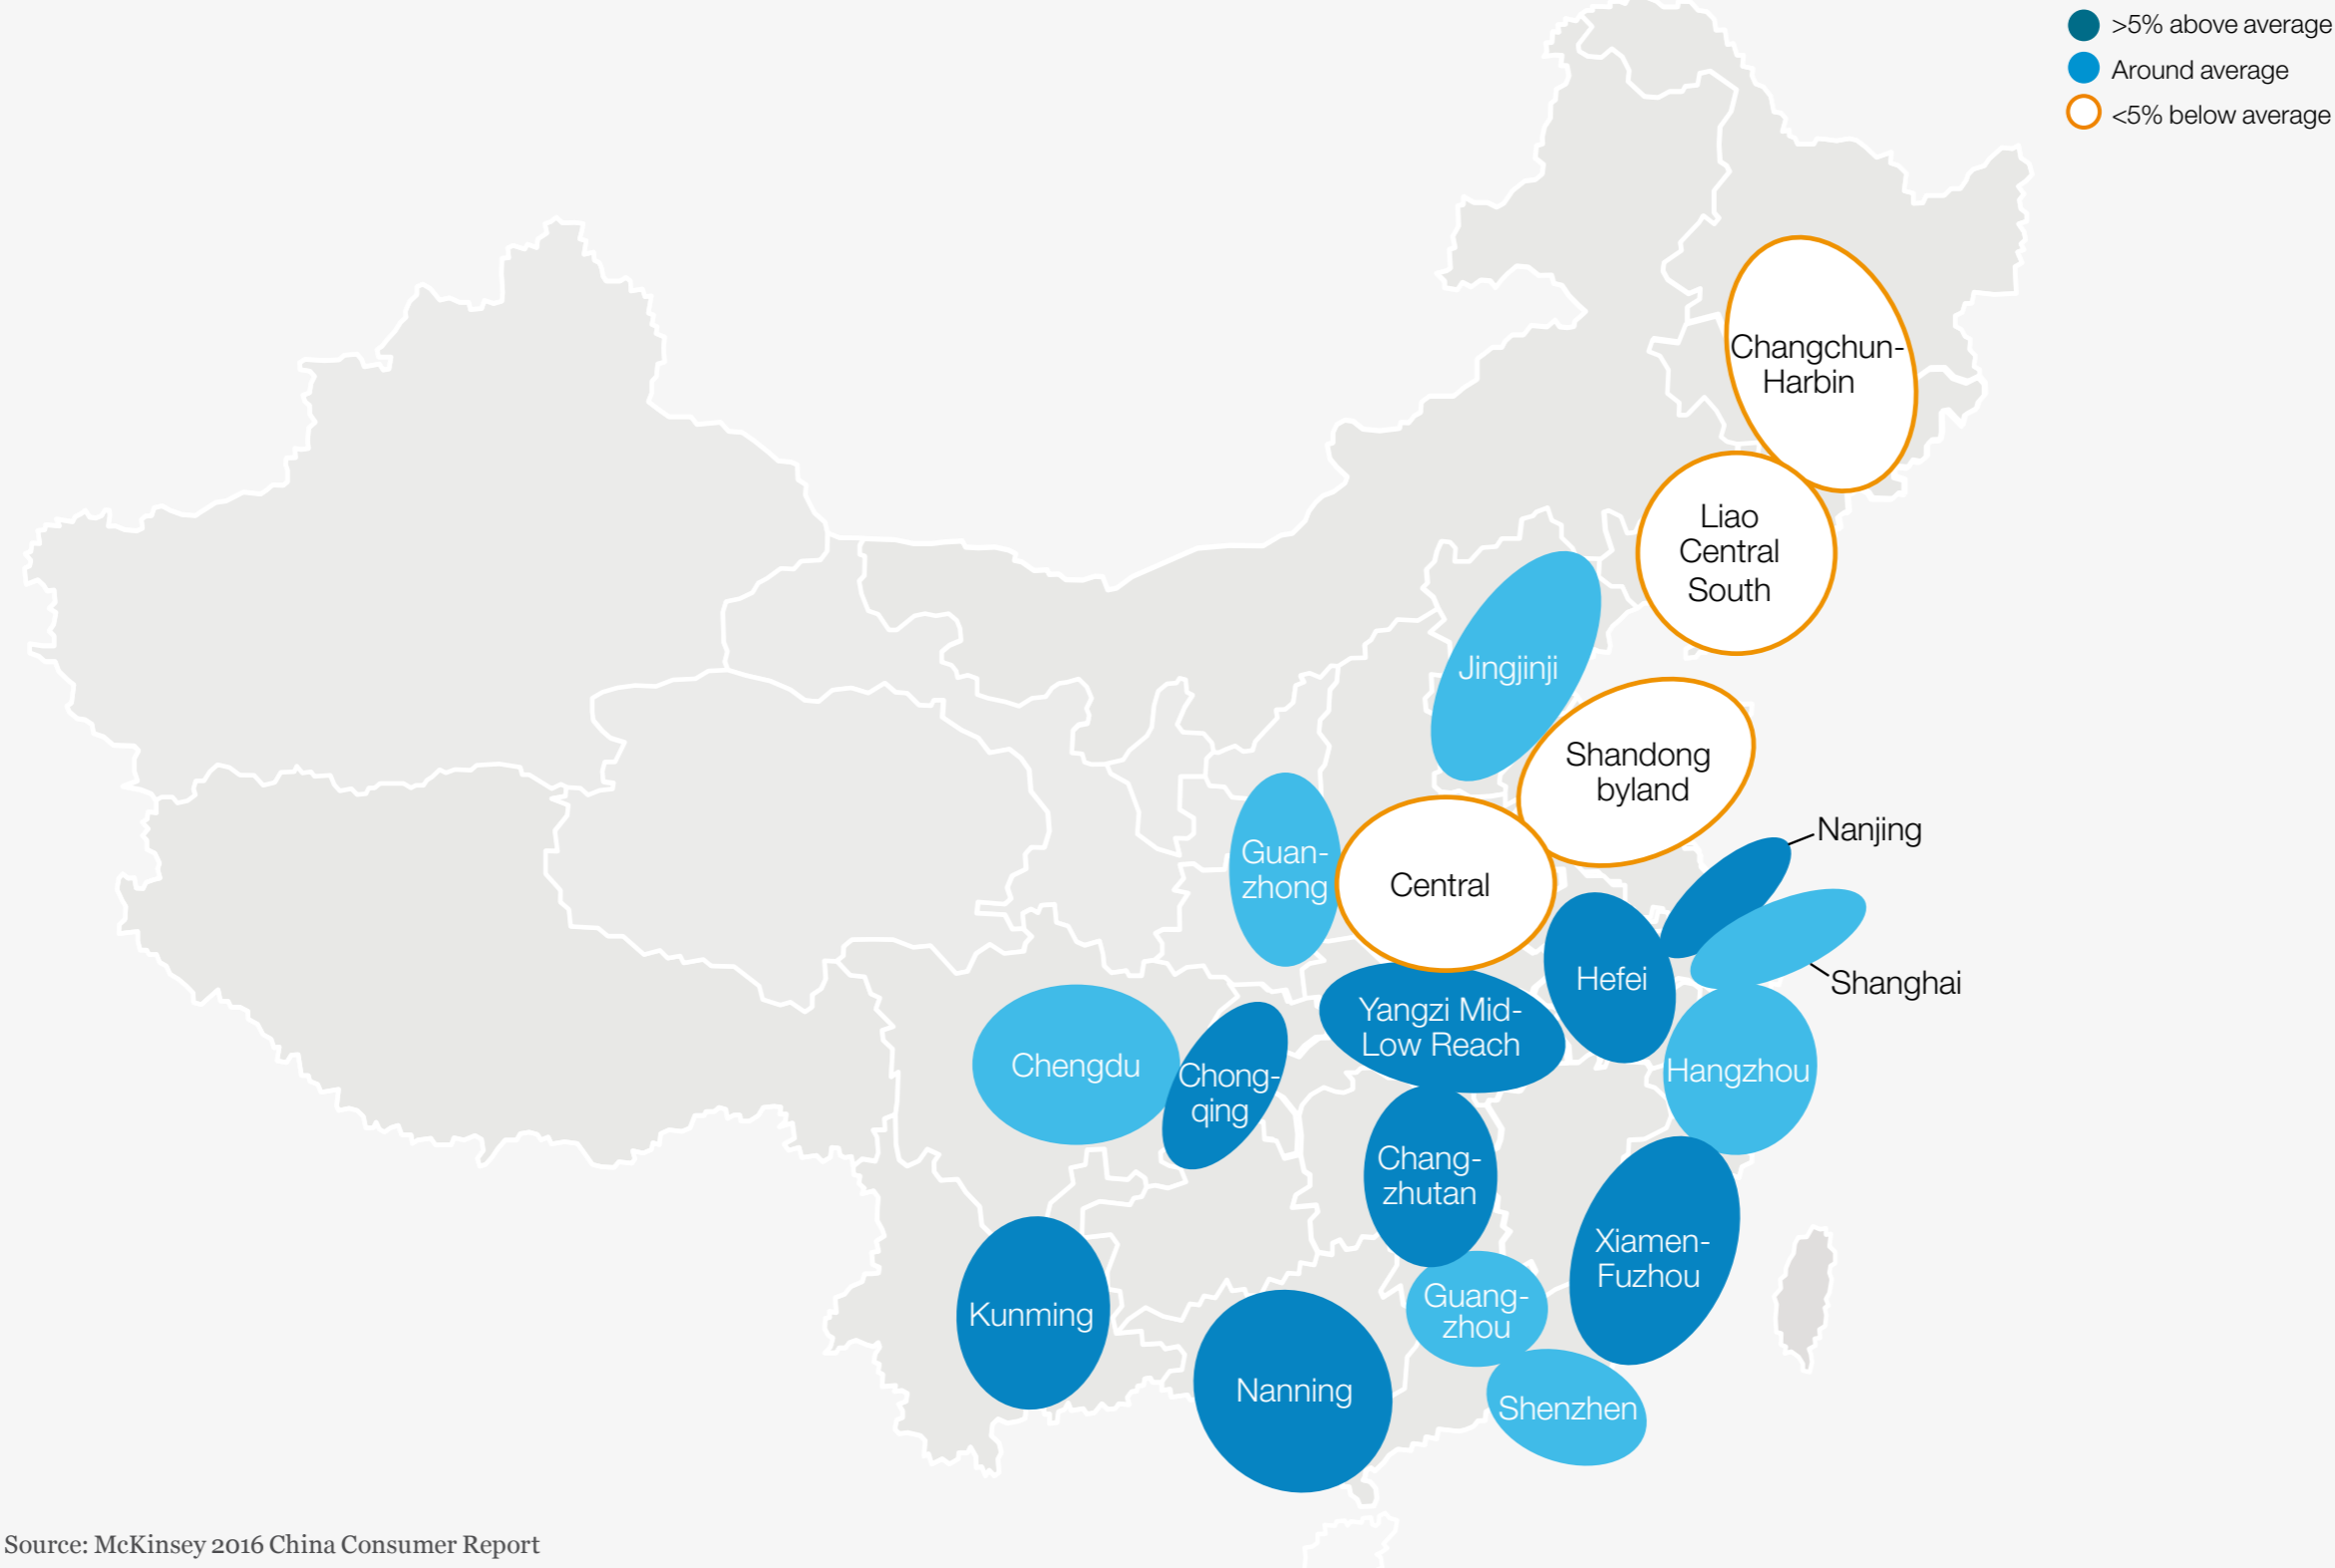 >5% above average
Around average
<5% below average
Changchun-
Harbin
Liao
Central
South
Jingjinji
Shandong
byland
Nanjing
Guan-
zhong
Central
Hefei
Shanghai
Yangzi Mid-
Low Reach
Chengdu
Chong-
qing
Hangzhou
Chang-
zhutan
Xiamen-
Fuzhou
Kunming
Guang-
zhou
Nanning
Shenzhen
Source: McKinsey 2016 China Consumer Report